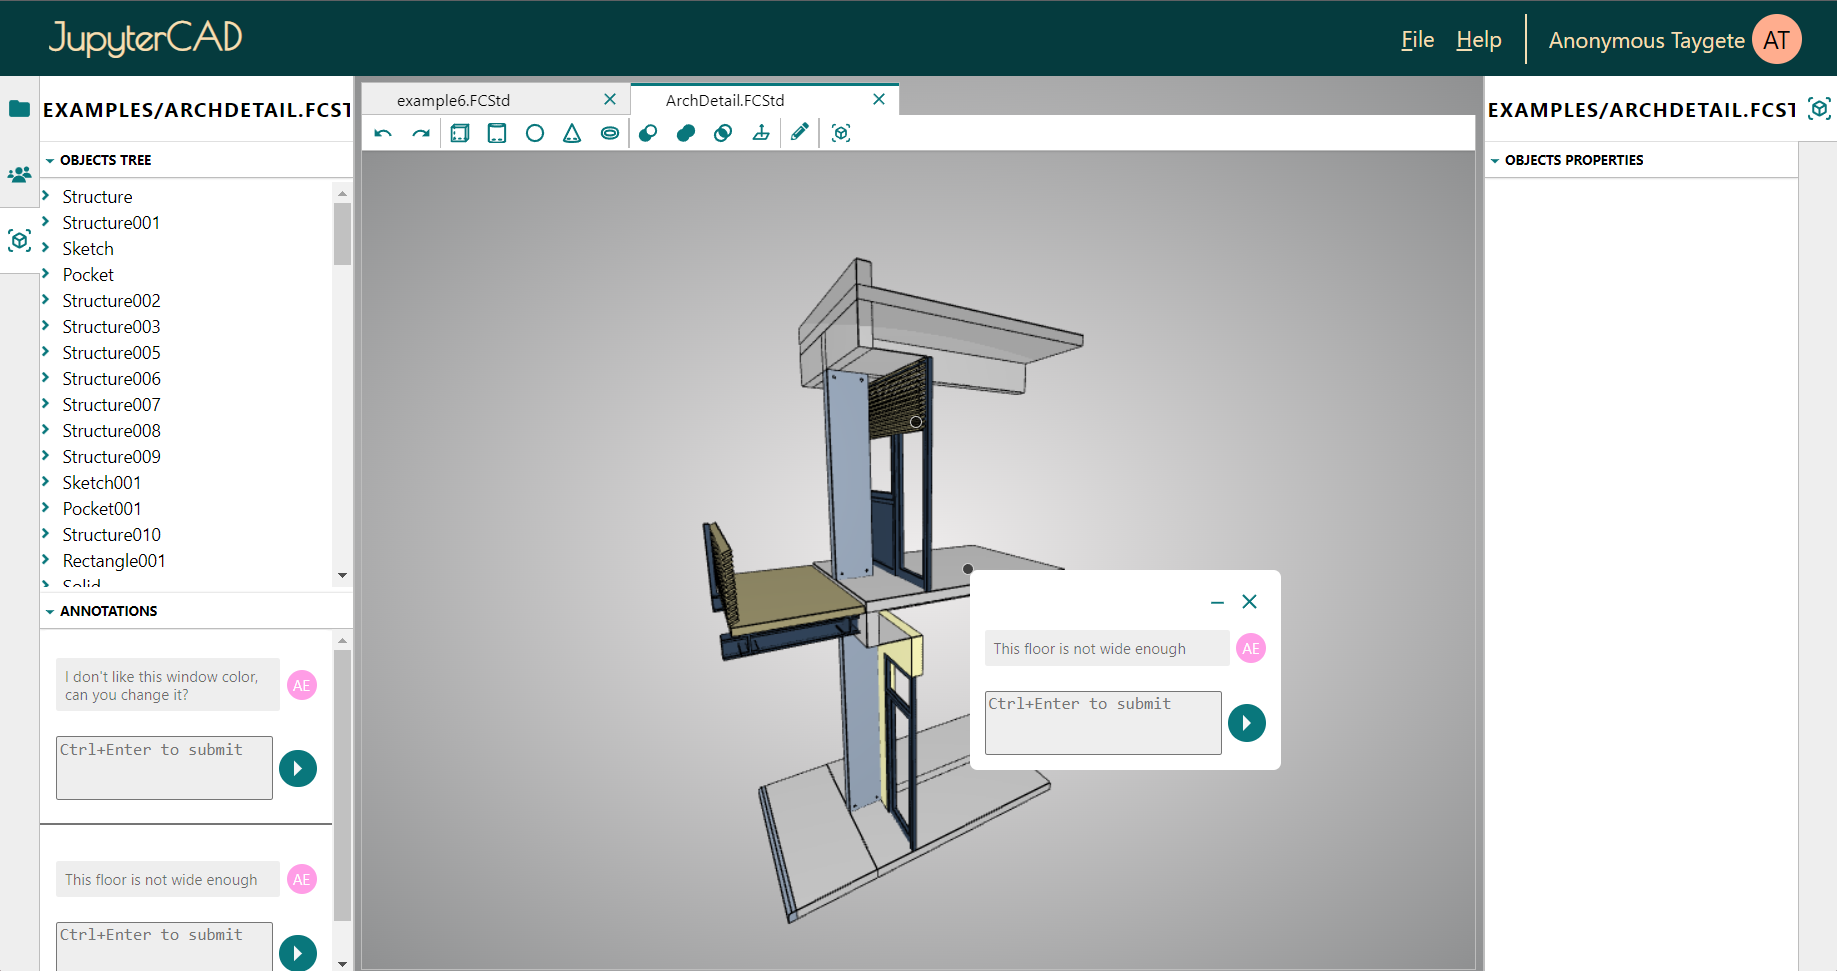 JupyterCAD
File Help Anonymous Taygete AT
EXAMPLES/ARCHDETAIL.FCST
OBJECTS TREE
Structure
Structure001
Sketch
Pocket
Structure002
Structure003
Structure005
Structure006
Structure007
Structure008
Structure009
Sketch001
Pocket001
Structure010
Rectangle001
Solid
ANNOTATIONS
I don't like this window color,
can you change it?
AE
Ctrl+Enter to submit
This floor is not wide enough
AE
Ctrl+Enter to submit
example6.FCStd
ArchDetail.FCStd
This floor is not wide enough
AE
Ctrl+Enter to submit
EXAMPLES/ARCHDETAIL.FCST
OBJECTS PROPERTIES